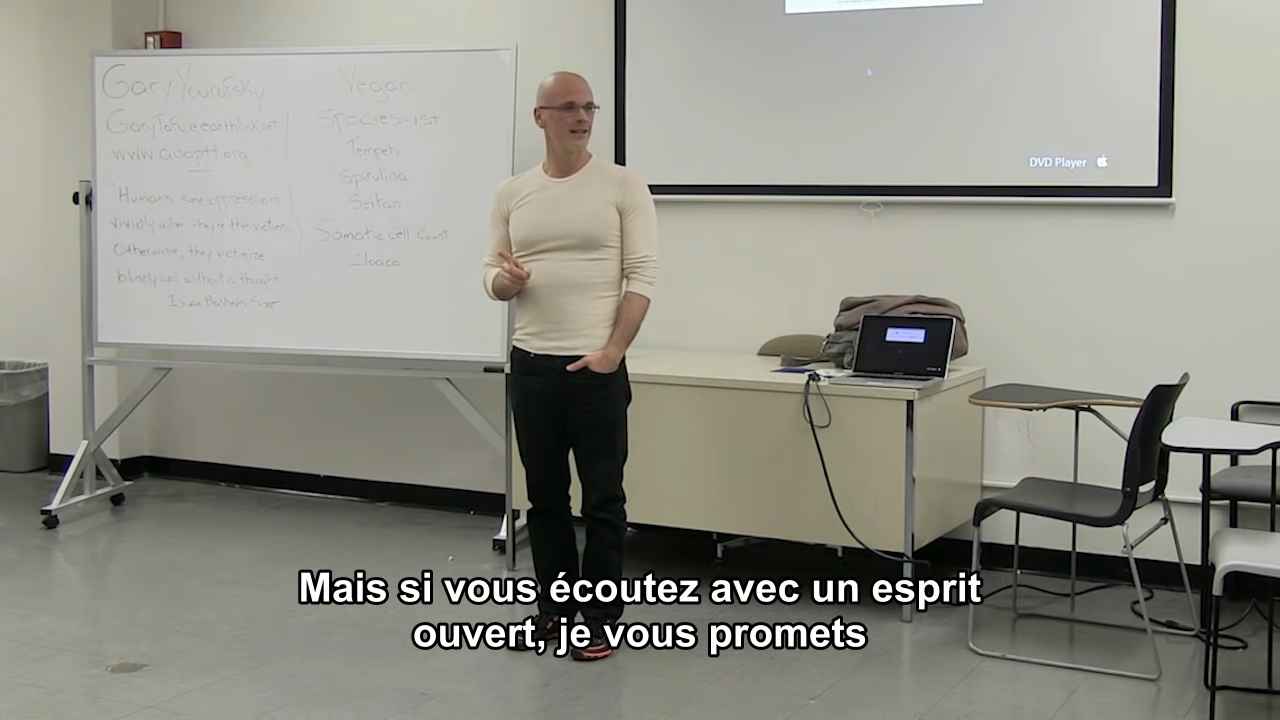 Gary Yourofsky
GaryTofu@earthlink.net
www.adaptt.org
"Humans see oppression
vividly when they're the victims.
Otherwise, they victimize
blindly and without a thought
Isaac Bashevis Singer
Vegan
Species-ist
Tempeh
Spirulina
Seitan
Somatic Cell Count
Cloaca
DVD Player
Mais si vous écoutez avec un esprit
ouvert, je vous promets